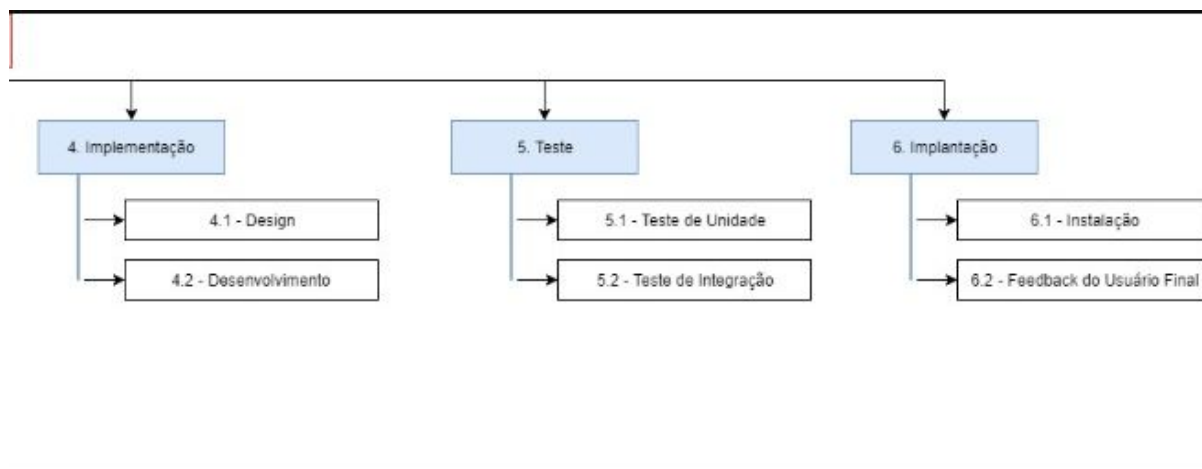 4. Implementação
5. Teste
6. Implantação
4.1 - Design
5.1 - Teste de Unidade
6.1 - Instalação
4.2 - Desenvolvimento
5.2 - Teste de Integração
6.2 - Feedback do Usuário Final